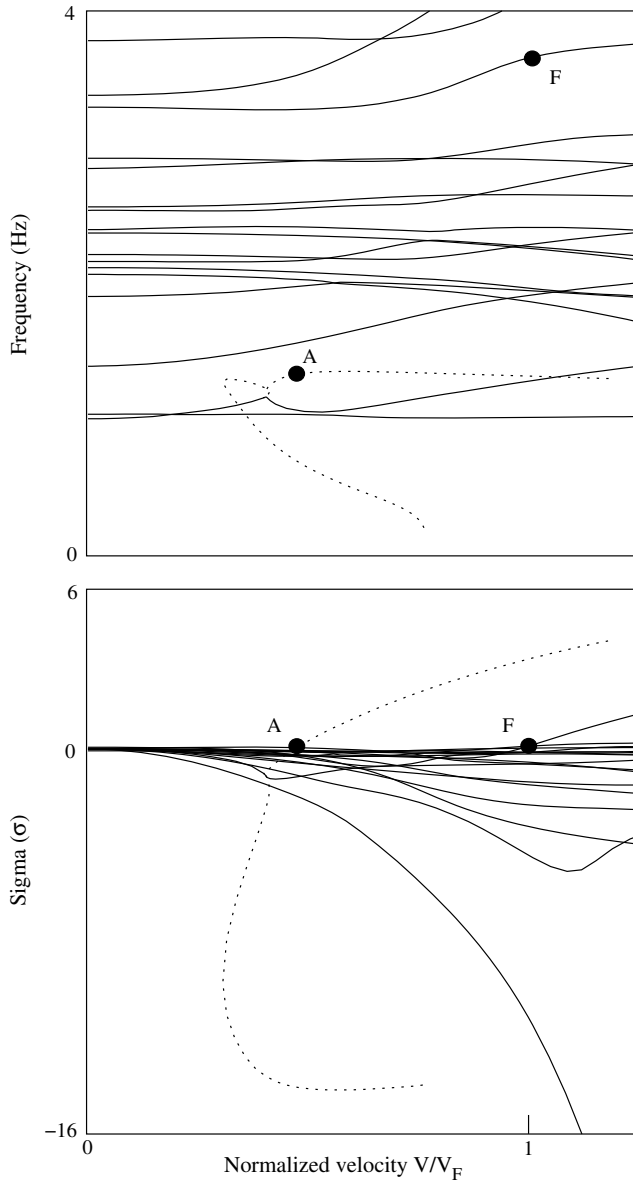 4
F
Frequency (Hz)
A
0
6
A
F
0
Sigma (σ)
−16
0
1
Normalized velocity V/V_F